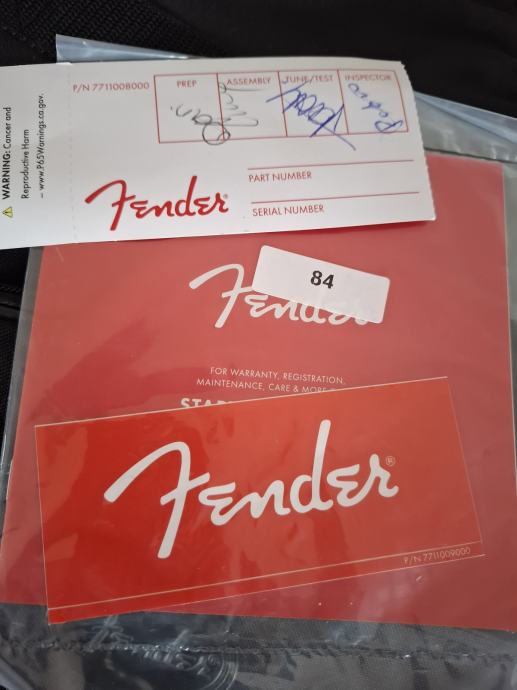 P/N 7711008000
PREP
ASSEMBLY
TUNE/TEST
INSPECTOR
Pedro
PART NUMBER
SERIAL NUMBER
Fender®
⚠ WARNING: Cancer and
Reproductive Harm
– www.P65Warnings.ca.gov.
Fender
84
FOR WARRANTY, REGISTRATION,
MAINTENANCE, CARE & MORE
Fender®
P/N 7711009000